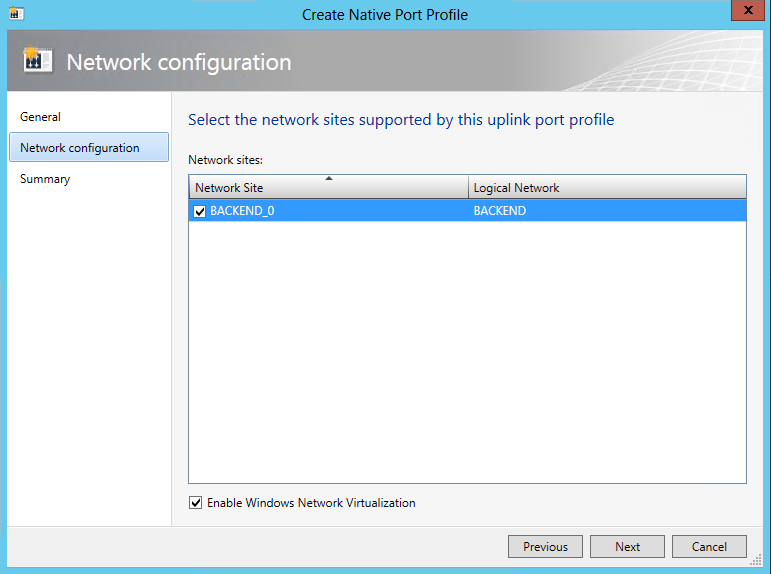 Create Native Port Profile
x
Network configuration
General
Network configuration
Summary
Select the network sites supported by this uplink port profile
Network sites:
Network Site Logical Network
BACKEND_0 BACKEND
Enable Windows Network Virtualization
Previous Next Cancel